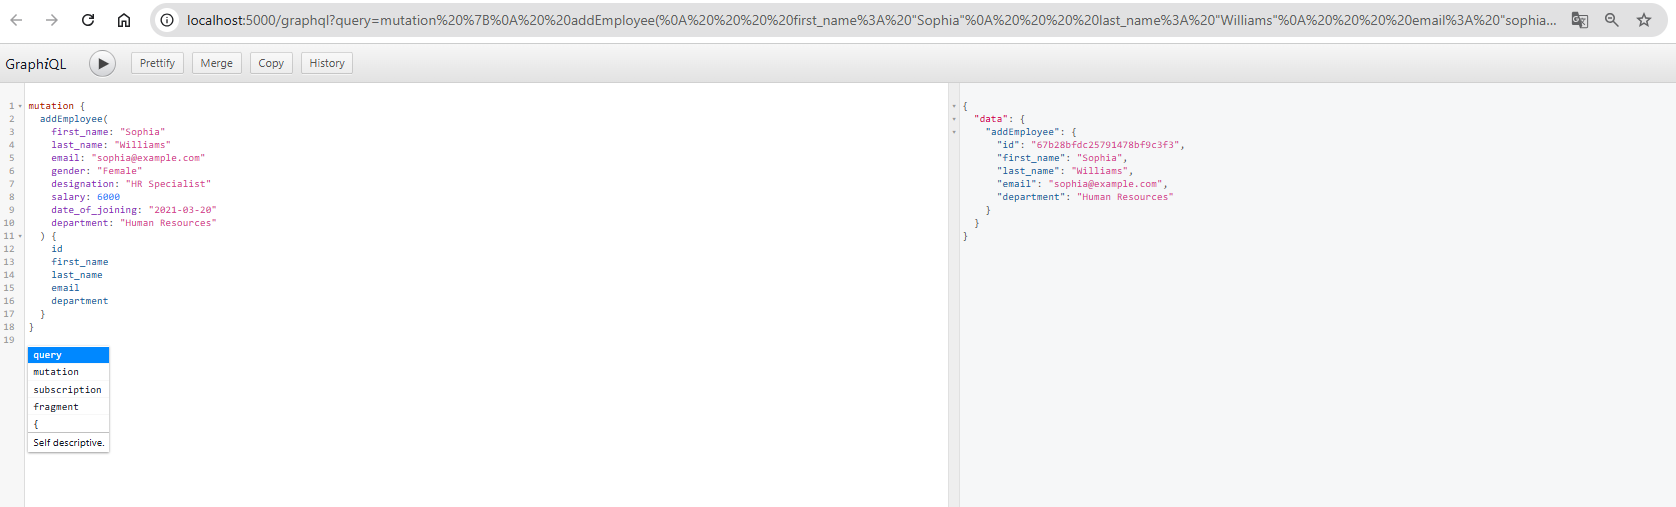 localhost:5000/graphql?query=mutation%20%7B%0A%20%20addEmployee(%0A%20%20%20%20first_name%3A%20"Sophia"%0A%20%20%20%20last_name%3A%20"Williams"%0A%20%20%20%20email%3A%20"sophia...
GraphiQL Prettify Merge Copy History
1 mutation {
2 addEmployee(
3 first_name: "Sophia"
4 last_name: "Williams"
5 email: "sophia@example.com"
6 gender: "Female"
7 designation: "HR Specialist"
8 salary: 6000
9 date_of_joining: "2021-03-20"
10 department: "Human Resources"
11 ) {
12 id
13 first_name
14 last_name
15 email
16 department
17 }
18 }
19
query
mutation
subscription
fragment
{
Self descriptive.
{
"data": {
"addEmployee": {
"id": "67b28bfdc25791478bf9c3f3",
"first_name": "Sophia",
"last_name": "Williams",
"email": "sophia@example.com",
"department": "Human Resources"
}
}
}